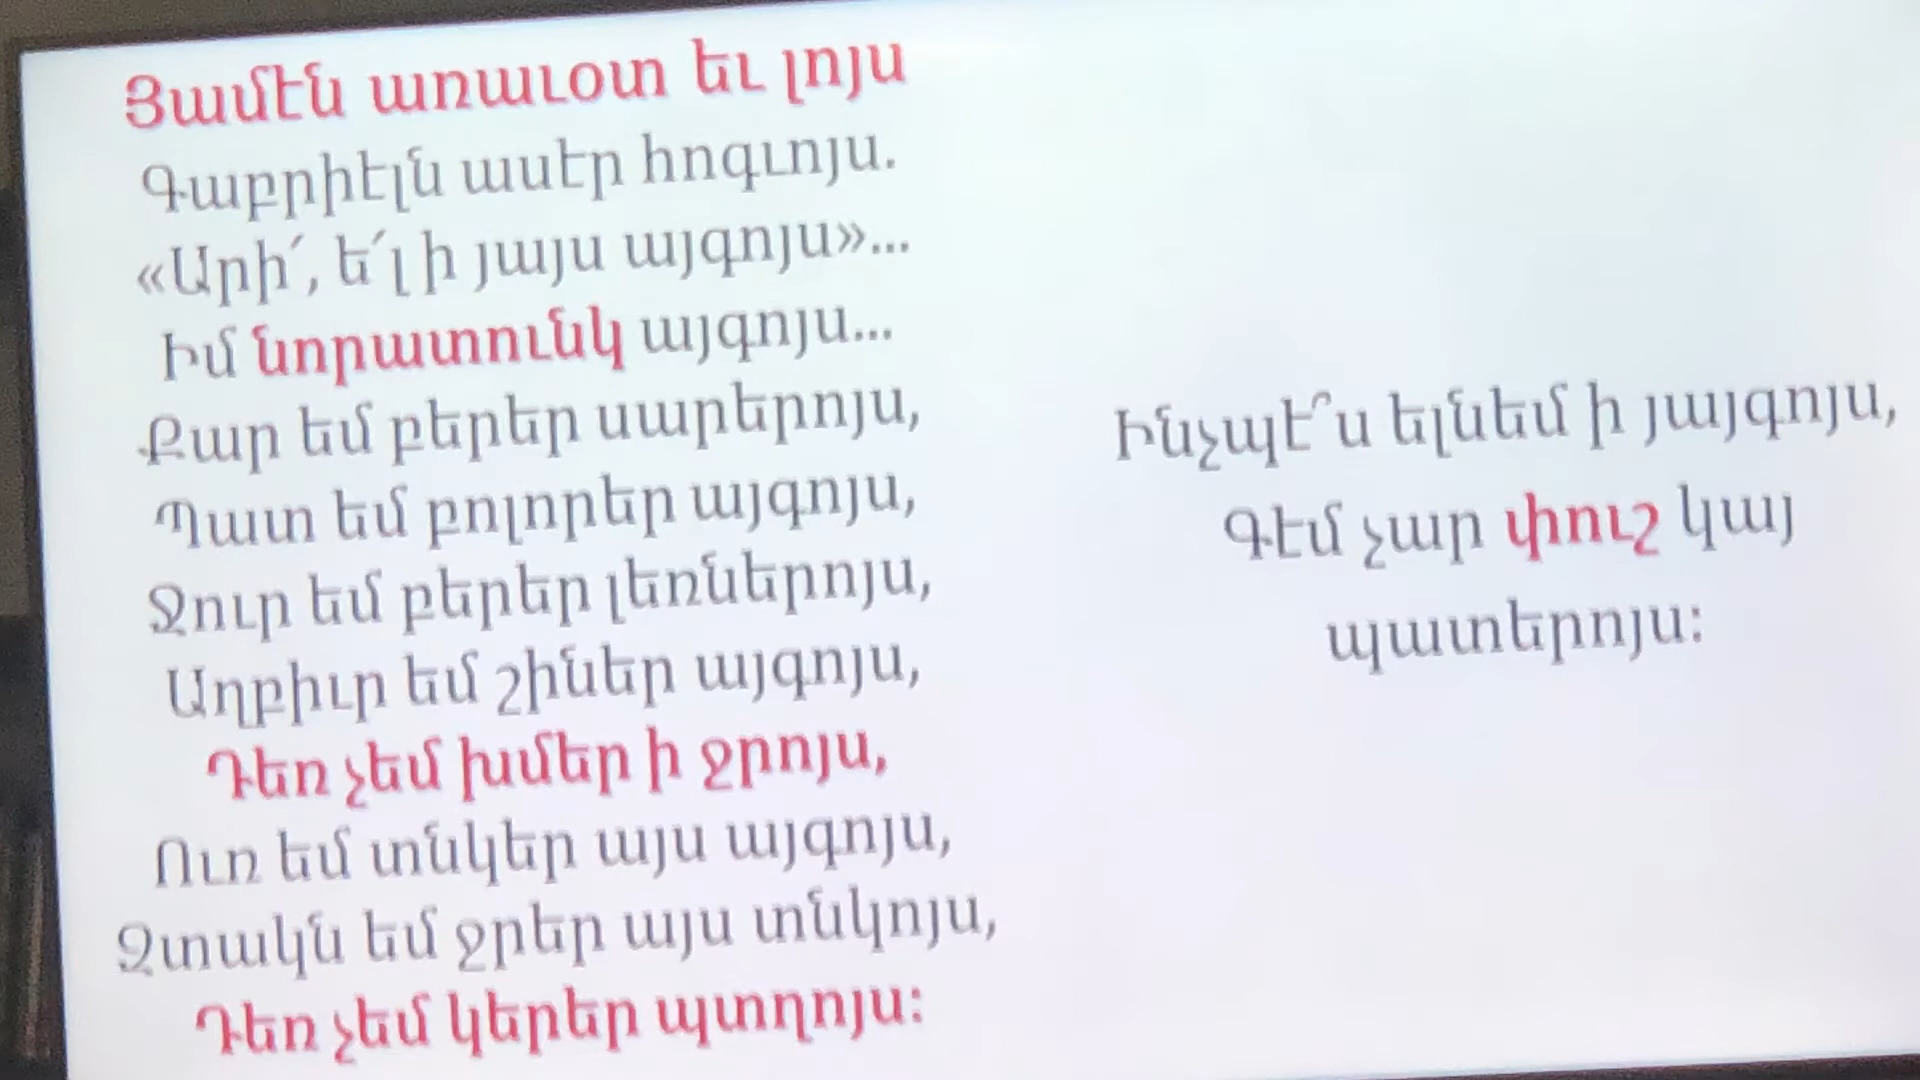 Յամէն առաւօտ եւ լոյս
Գաբրիէլն ասէր հոգւոյս.
«Արի՛, ե՛լ ի յայս այգոյս»...
Իմ նորատունկ այգոյս...
Քար եմ բերեր սարերոյս,
Պատ եմ բոլորեր այգոյս,
Ջուր եմ բերեր լեռներոյս,
Աղբիւր եմ շիներ այգոյս,
Դեռ չեմ խմեր ի ջրոյս,
Ուռ եմ տնկեր այս այգոյս,
Զտակն եմ ջրեր այս տնկոյս,
Դեռ չեմ կերեր պտղոյս:
Ինչպէ՞ս ելնեմ ի յայգոյս,
Գէմ չար փուշ կայ
պատերոյս: